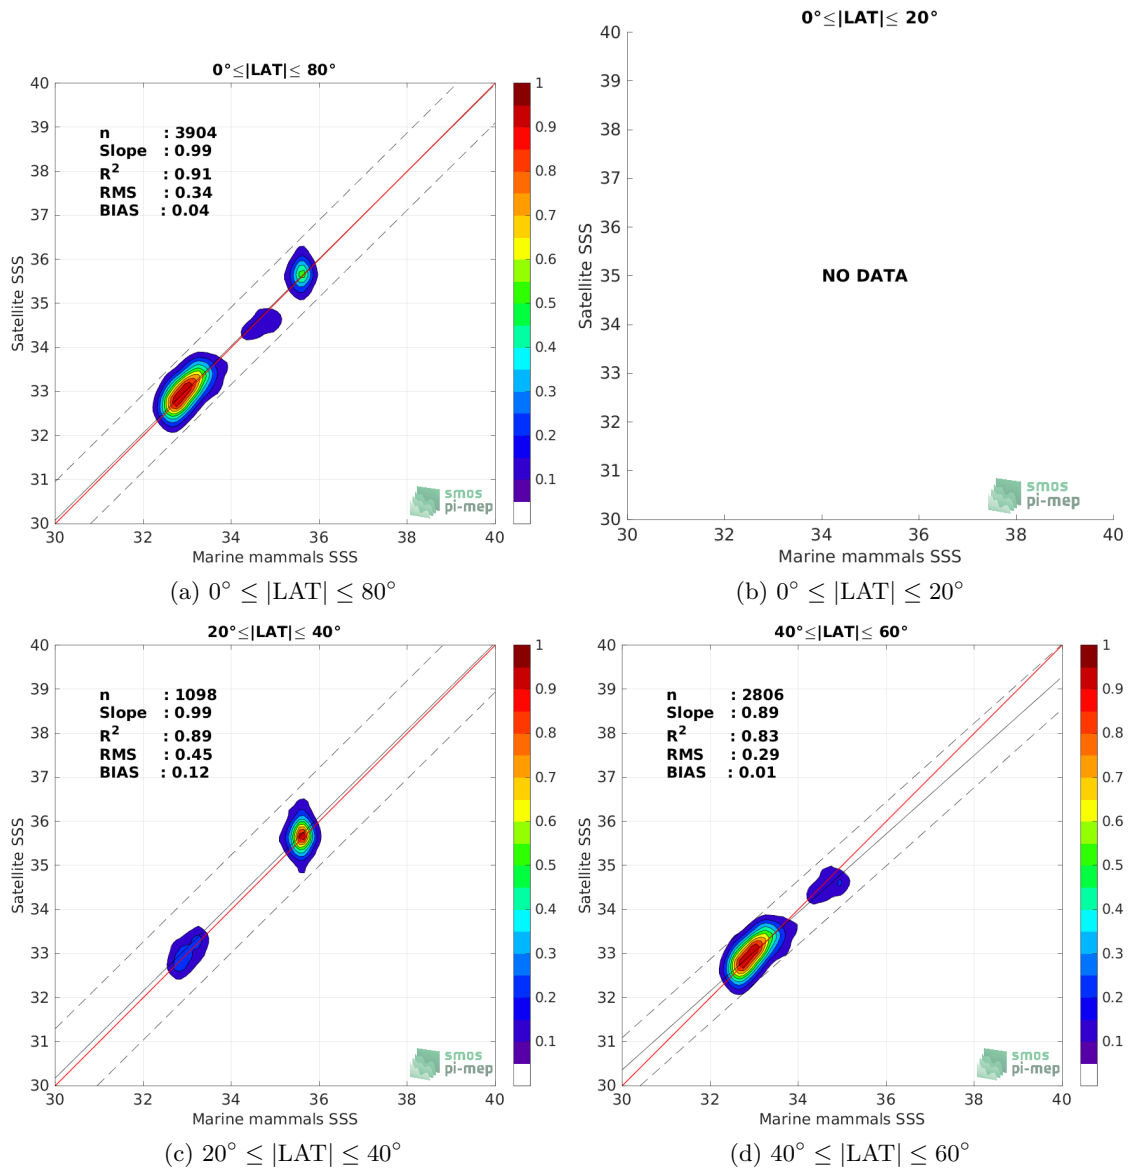 0°≤|LAT|≤ 80°
n : 3904
Slope : 0.99
R² : 0.91
RMS : 0.34
BIAS : 0.04
40
39
38
37
36
35
34
33
32
31
30
Satellite SSS
30 32 34 36 38 40
Marine mammals SSS
1
0.9
0.8
0.7
0.6
0.5
0.4
0.3
0.2
0.1
smos
pi-mep
(a) 0° ≤ |LAT| ≤ 80°
0°≤|LAT|≤ 20°
40
39
38
37
36
35
34
33
32
31
30
Satellite SSS
NO DATA
30 32 34 36 38 40
Marine mammals SSS
smos
pi-mep
(b) 0° ≤ |LAT| ≤ 20°
20°≤|LAT|≤ 40°
n : 1098
Slope : 0.99
R² : 0.89
RMS : 0.45
BIAS : 0.12
40
39
38
37
36
35
34
33
32
31
30
Satellite SSS
30 32 34 36 38 40
Marine mammals SSS
1
0.9
0.8
0.7
0.6
0.5
0.4
0.3
0.2
0.1
smos
pi-mep
(c) 20° ≤ |LAT| ≤ 40°
40°≤|LAT|≤ 60°
n : 2806
Slope : 0.89
R² : 0.83
RMS : 0.29
BIAS : 0.01
40
39
38
37
36
35
34
33
32
31
30
Satellite SSS
30 32 34 36 38 40
Marine mammals SSS
1
0.9
0.8
0.7
0.6
0.5
0.4
0.3
0.2
0.1
smos
pi-mep
(d) 40° ≤ |LAT| ≤ 60°